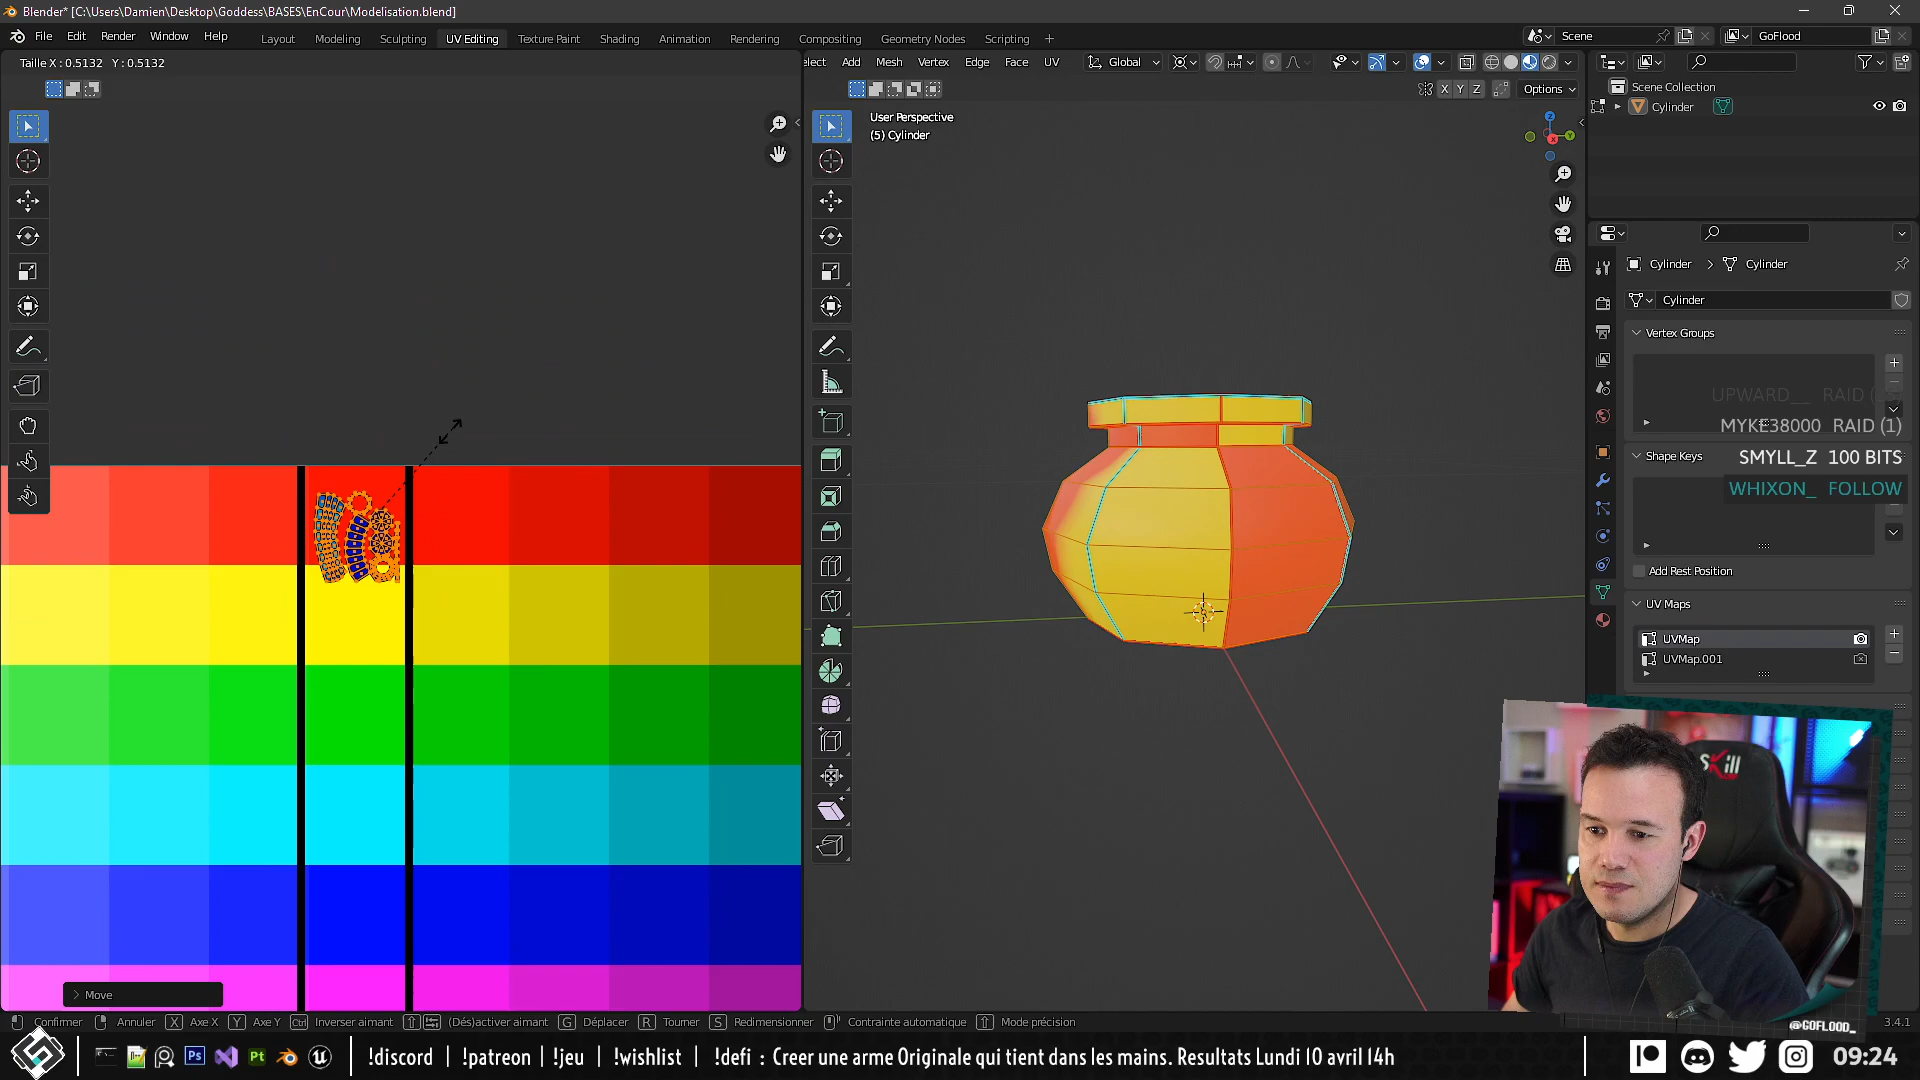 Blender* [C:\Users\Damien\Desktop\Goddess\BASES\EnCour\Modelisation.blend]
File Edit Render Window Help
Layout Modeling Sculpting UV Editing Texture Paint Shading Animation Rendering Compositing Geometry Nodes Scripting
Scene
GoFlood
Taille X : 0.5132 Y : 0.5132
elect Add Mesh Vertex Edge Face UV
Global
X Y Z
Options
User Perspective
(5) Cylinder
Scene Collection
Cylinder
Cylinder > Cylinder
Cylinder
Vertex Groups
UPWARD__ RAID
MYKE38000 RAID (1)
Shape Keys
SMYLL_Z 100 BITS
WHIXON_ FOLLOW
Add Rest Position
UV Maps
UVMap
UVMap.001
SKill
Move
Confirmer Annuler X Axe X Y Axe Y Ctrl Inverser aimant (Dés)activer aimant G Déplacer R Tourner S Redimensionner Contrainte automatique Mode précision
3.4.1
@GOFLOOD_
Ps Pt
!discord | !patreon | !jeu | !wishlist | !defi : Creer une arme Originale qui tient dans les mains. Resultats Lundi 10 avril 14h
09:24